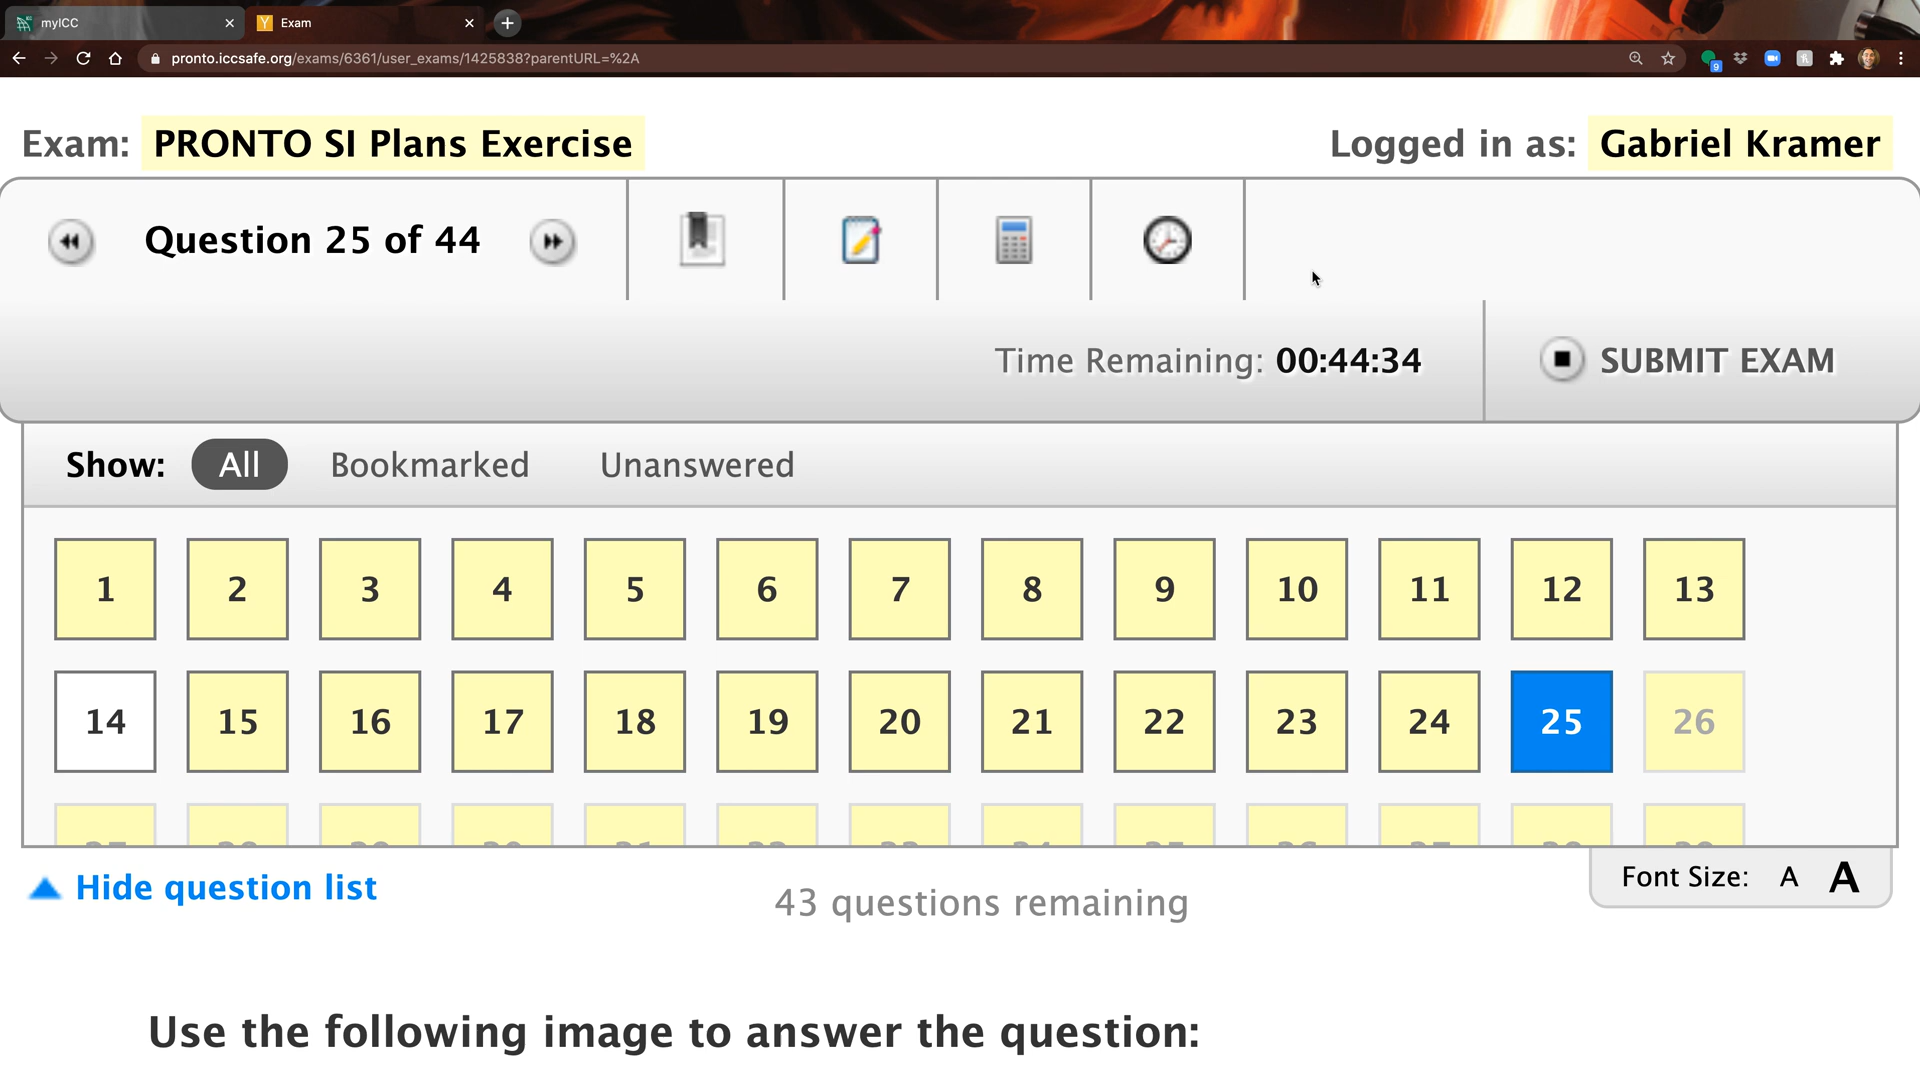 myICC
Exam
pronto.iccsafe.org/exams/6361/user_exams/1425838?parentURL=%2A
9
Exam: PRONTO SI Plans Exercise
Logged in as: Gabriel Kramer
Question 25 of 44
Time Remaining: 00:44:34
SUBMIT EXAM
Show: All Bookmarked Unanswered
1 2 3 4 5 6 7 8 9 10 11 12 13
14 15 16 17 18 19 20 21 22 23 24 25 26
Hide question list
43 questions remaining
Font Size: A A
Use the following image to answer the question: